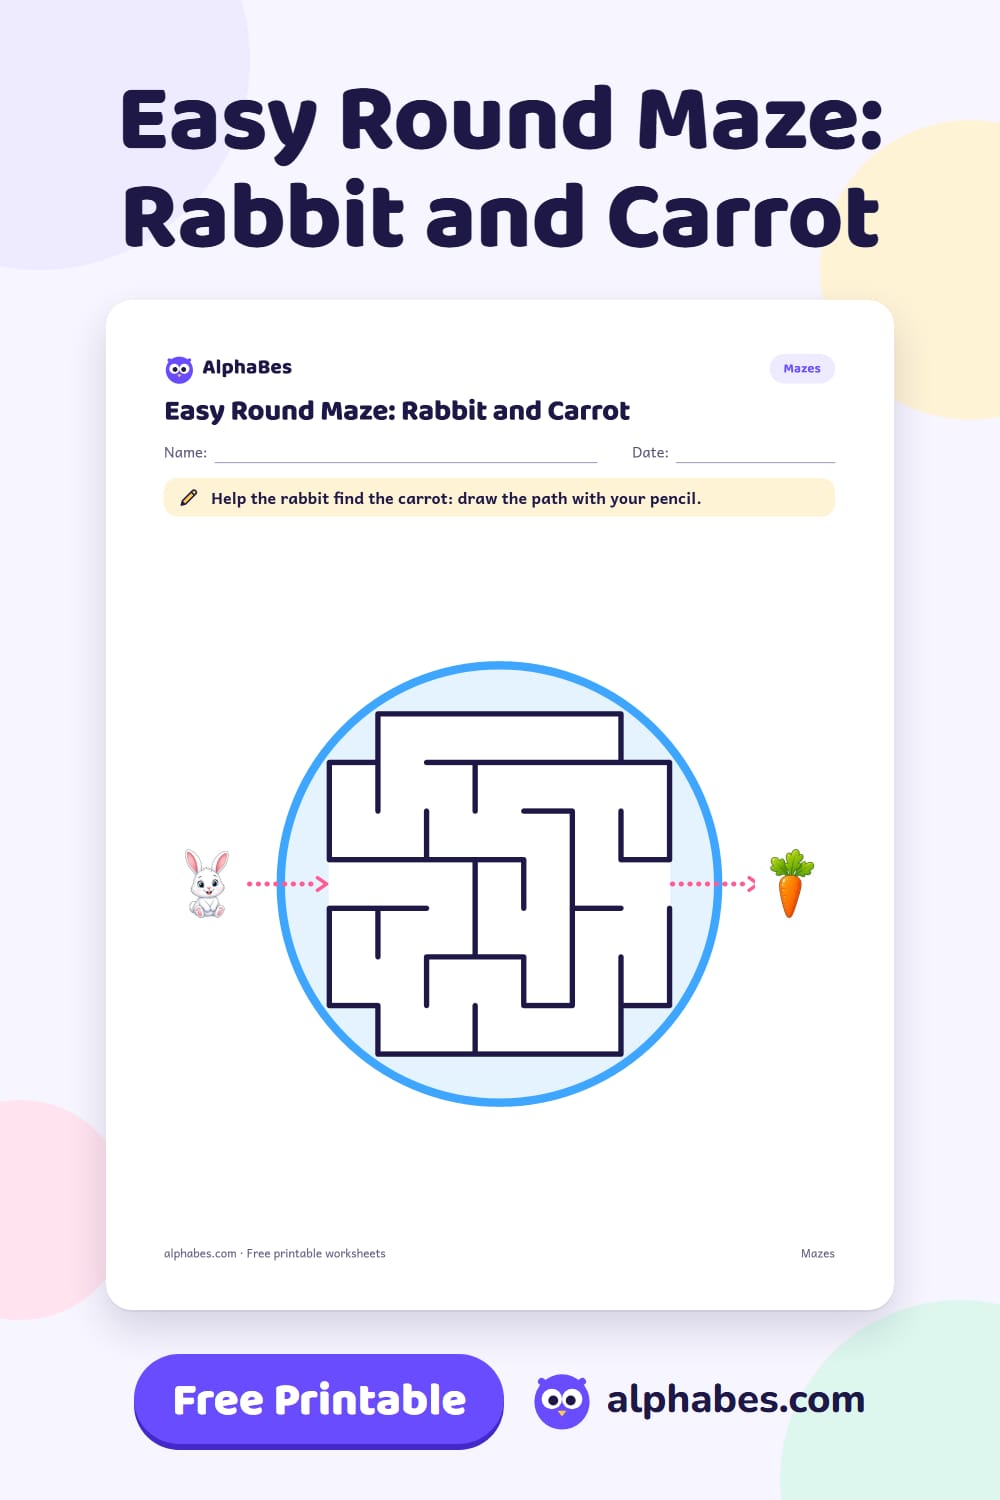 Easy Round Maze:
Rabbit and Carrot
AlphaBes
Mazes
Easy Round Maze: Rabbit and Carrot
Name:
Date:
Help the rabbit find the carrot: draw the path with your pencil.
alphabes.com · Free printable worksheets
Mazes
Free Printable
alphabes.com